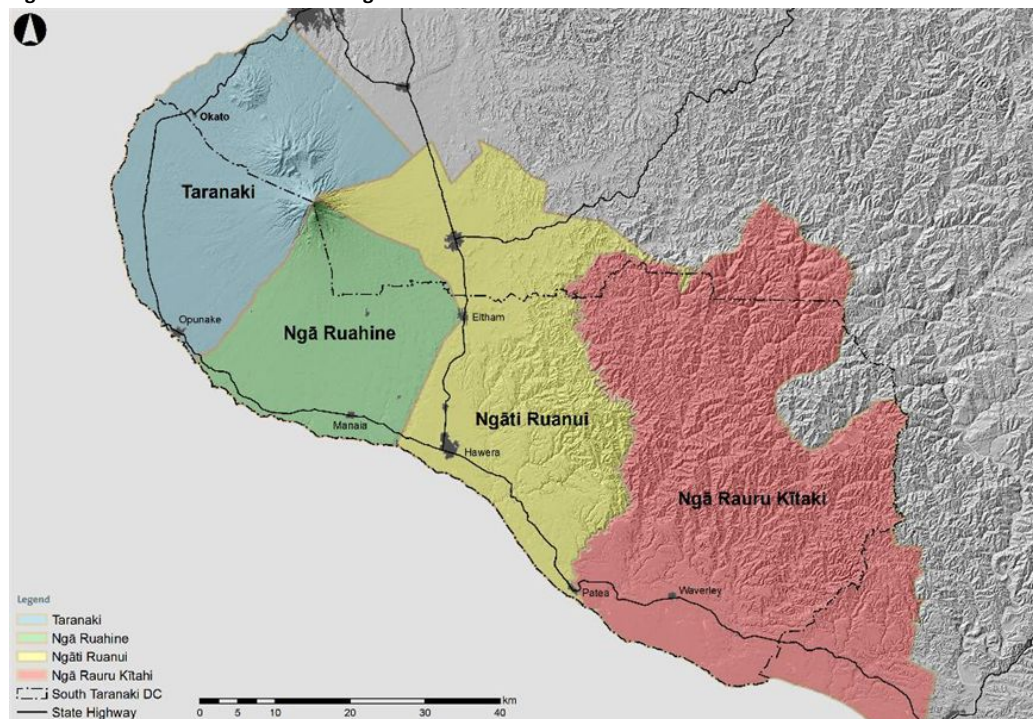 Okato
Taranaki
Opunake
Ngā Ruahine
Eltham
Manaia
Ngāti Ruanui
Hawera
Ngā Rauru Kītaki
Patea
Waverley
Legend
Taranaki
Ngā Ruahine
Ngāti Ruanui
Ngā Rauru Kītahi
South Taranaki DC
State Highway
km
0 5 10 20 30 40